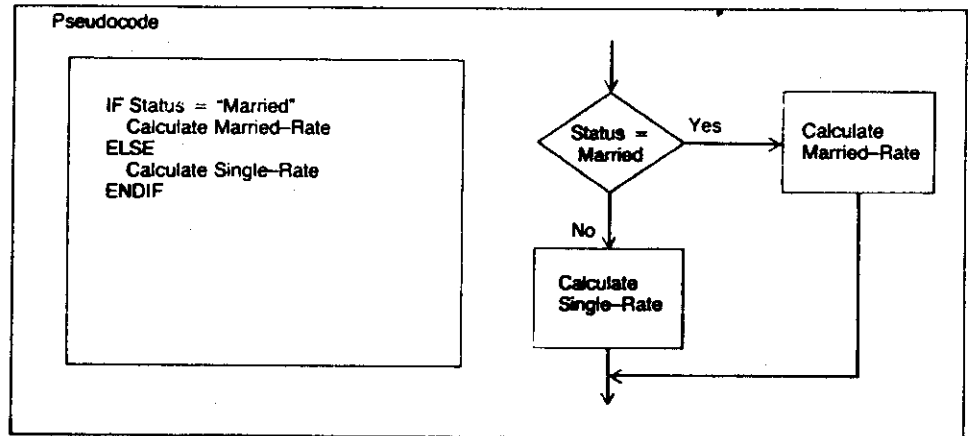 Pseudocode
IF Status = "Married"
Calculate Married-Rate
ELSE
Calculate Single-Rate
ENDIF
Status =
Married
Yes
Calculate
Married-Rate
No
Calculate
Single-Rate